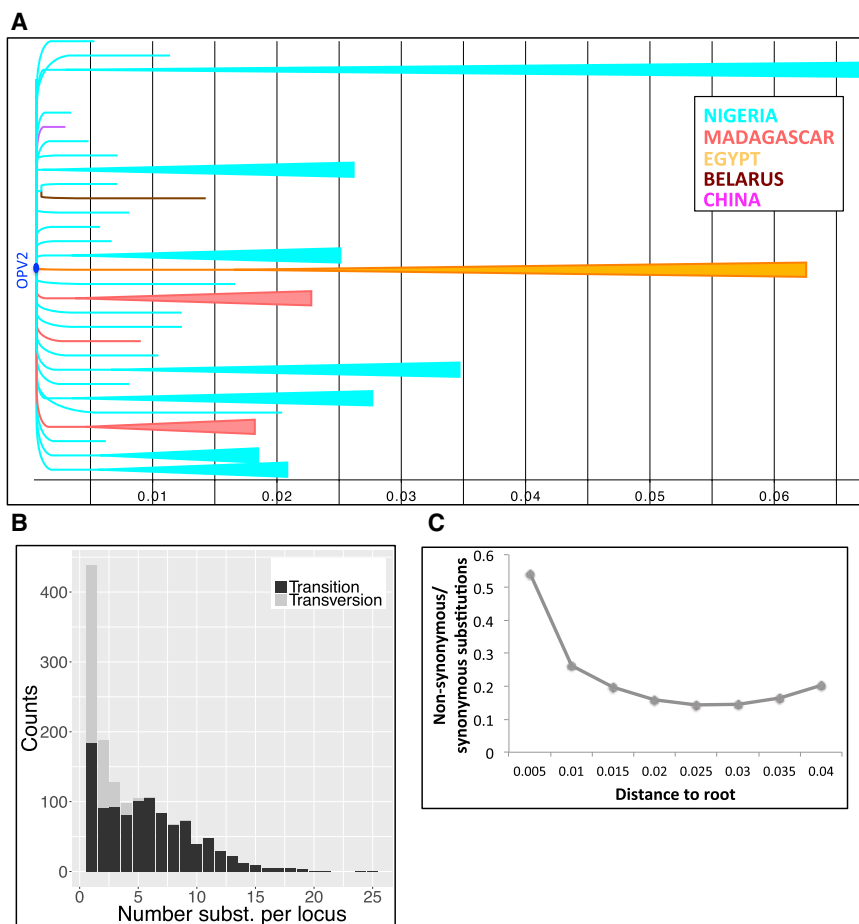 A
NIGERIA
MADAGASCAR
EGYPT
BELARUS
CHINA
OPV2
0.01 0.02 0.03 0.04 0.05 0.06
B
Transition
Transversion
Counts
400
300
200
100
0
0 5 10 15 20 25
Number subst. per locus
C
Non-synonymous/
synonymous substitutions
0.6
0.5
0.4
0.3
0.2
0.1
0
0.005 0.01 0.015 0.02 0.025 0.03 0.035 0.04
Distance to root